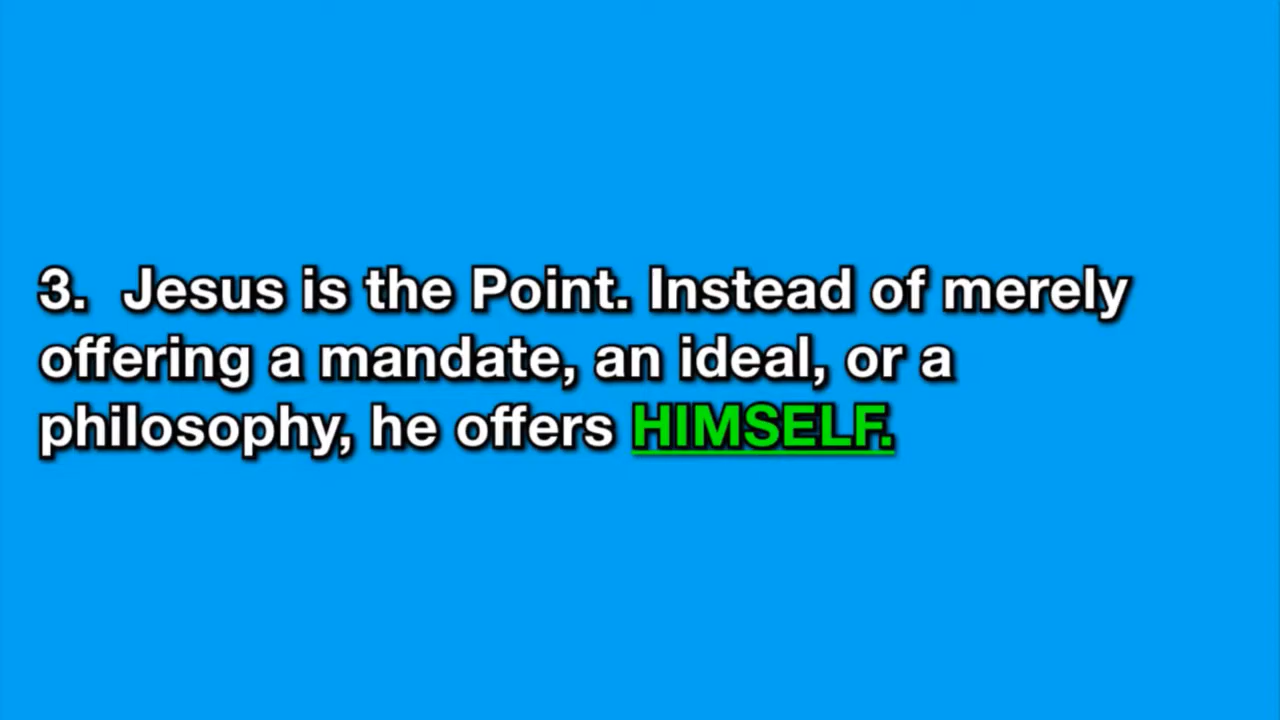 3. Jesus is the Point. Instead of merely
offering a mandate, an ideal, or a
philosophy, he offers HIMSELF.